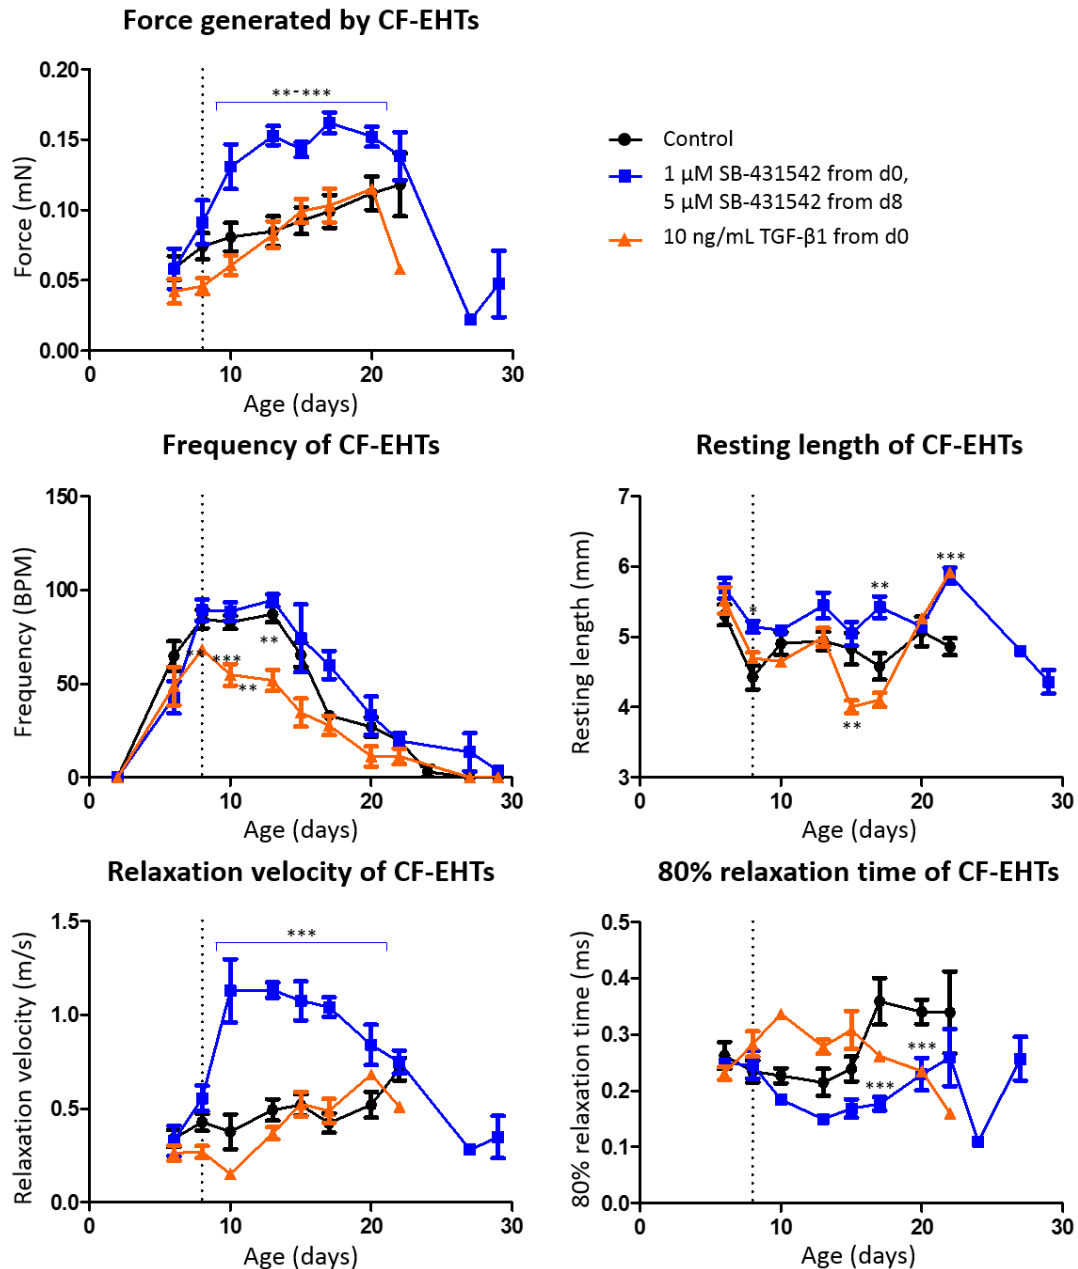 Force generated by CF-EHTs
0.20
0.15
0.10
0.05
0.00
Force (mN)
**-***
0 10 20 30
Age (days)
Control
1 µM SB-431542 from d0,
5 µM SB-431542 from d8
10 ng/mL TGF-β1 from d0
Frequency of CF-EHTs
150
100
50
0
Frequency (BPM)
**
***
**
**
0 10 20 30
Age (days)
Resting length of CF-EHTs
7
6
5
4
3
Resting length (mm)
*
**
**
***
0 10 20 30
Age (days)
Relaxation velocity of CF-EHTs
1.5
1.0
0.5
0.0
Relaxation velocity (m/s)
***
0 10 20 30
Age (days)
80% relaxation time of CF-EHTs
0.5
0.4
0.3
0.2
0.1
0.0
80% relaxation time (ms)
***
***
0 10 20 30
Age (days)